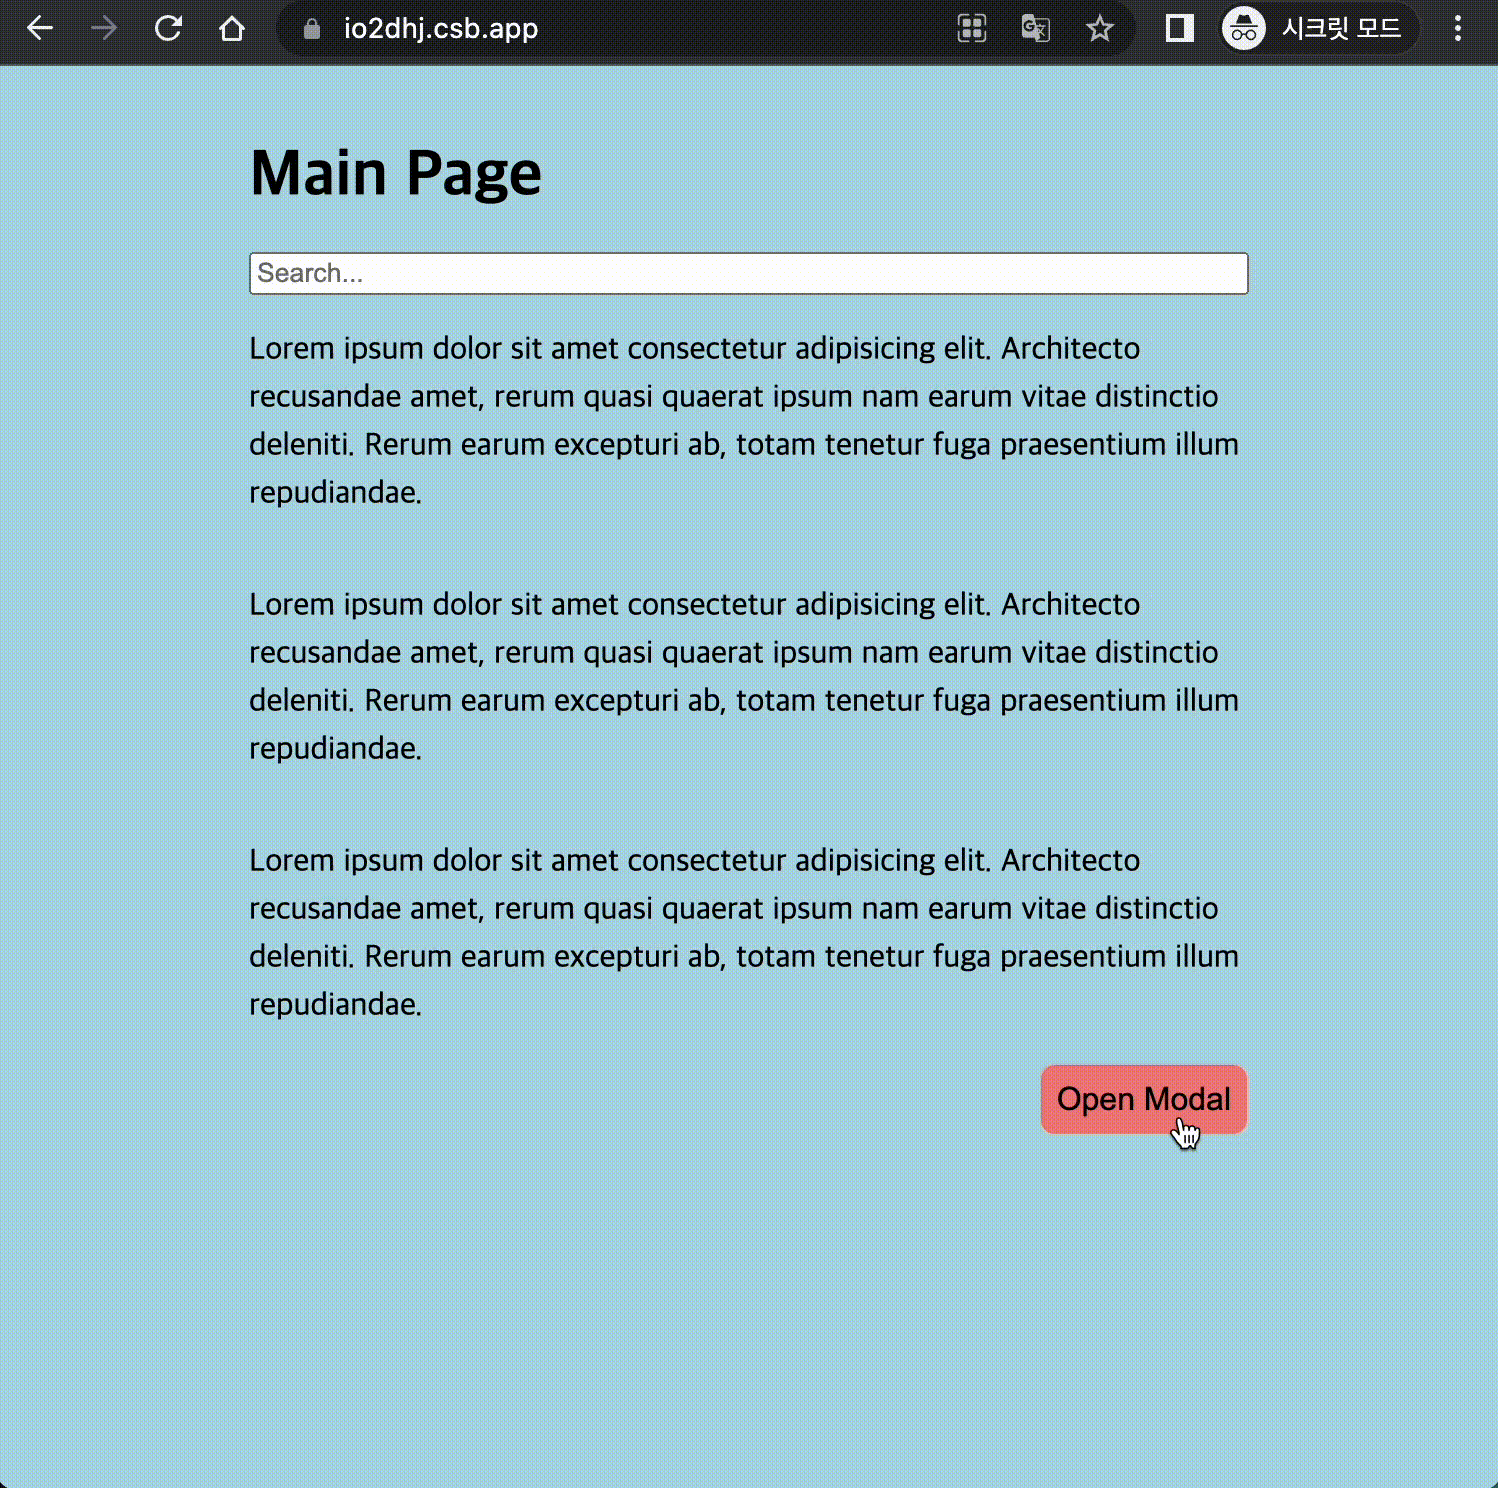 io2dhj.csb.app
시크릿 모드
Main Page
Search...
Lorem ipsum dolor sit amet consectetur adipisicing elit. Architecto
recusandae amet, rerum quasi quaerat ipsum nam earum vitae distinctio
deleniti. Rerum earum excepturi ab, totam tenetur fuga praesentium illum
repudiandae.
Lorem ipsum dolor sit amet consectetur adipisicing elit. Architecto
recusandae amet, rerum quasi quaerat ipsum nam earum vitae distinctio
deleniti. Rerum earum excepturi ab, totam tenetur fuga praesentium illum
repudiandae.
Lorem ipsum dolor sit amet consectetur adipisicing elit. Architecto
recusandae amet, rerum quasi quaerat ipsum nam earum vitae distinctio
deleniti. Rerum earum excepturi ab, totam tenetur fuga praesentium illum
repudiandae.
Open Modal